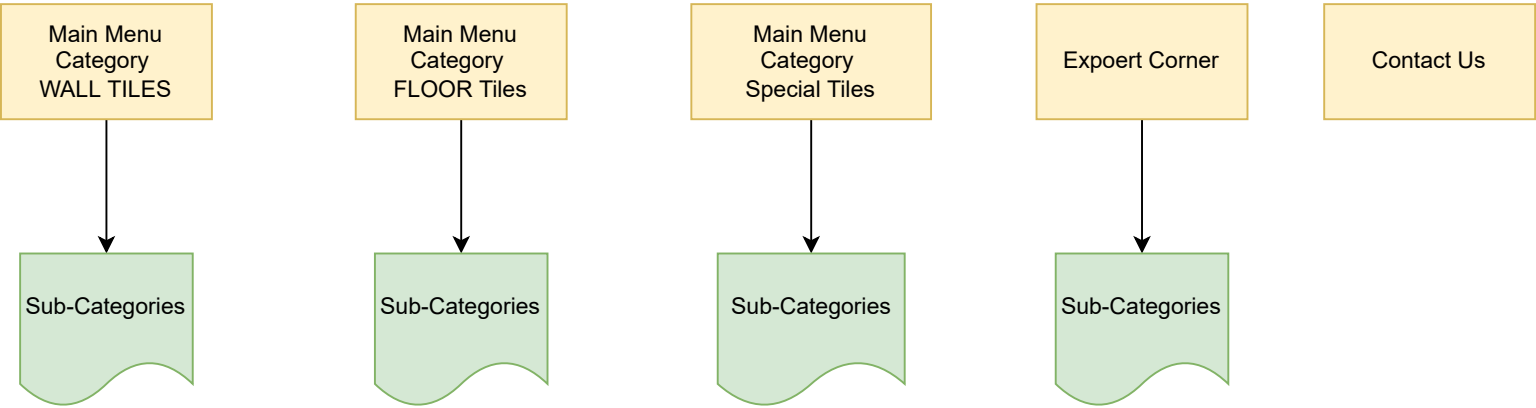 Main Menu
Category
WALL TILES
Main Menu
Category
FLOOR Tiles
Main Menu
Category
Special Tiles
Expoert Corner
Contact Us
Sub-Categories
Sub-Categories
Sub-Categories
Sub-Categories